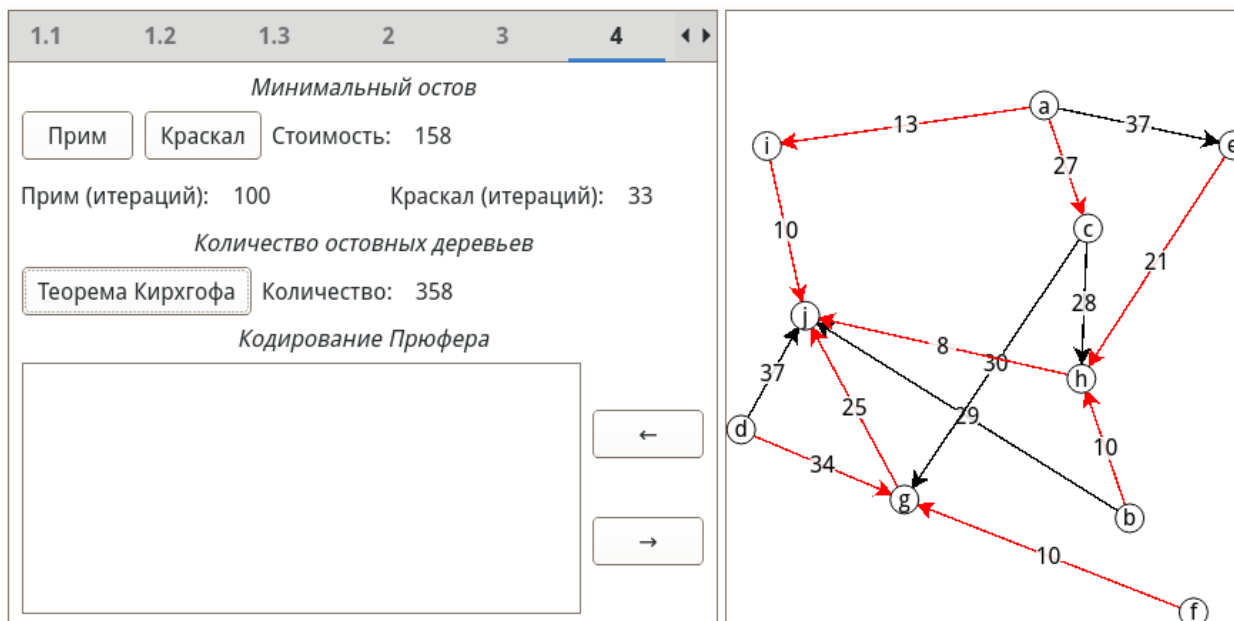 1.1 1.2 1.3 2 3 4
Минимальный остов
Прим Краскал Стоимость: 158
Прим (итераций): 100 Краскал (итераций): 33
Количество остовных деревьев
Теорема Кирхгофа Количество: 358
Кодирование Прюфера
←
→
a
13 37
i e
27
10 c
21
28
j
8 30 h
37
25 29
d 10
34
g b
10
f